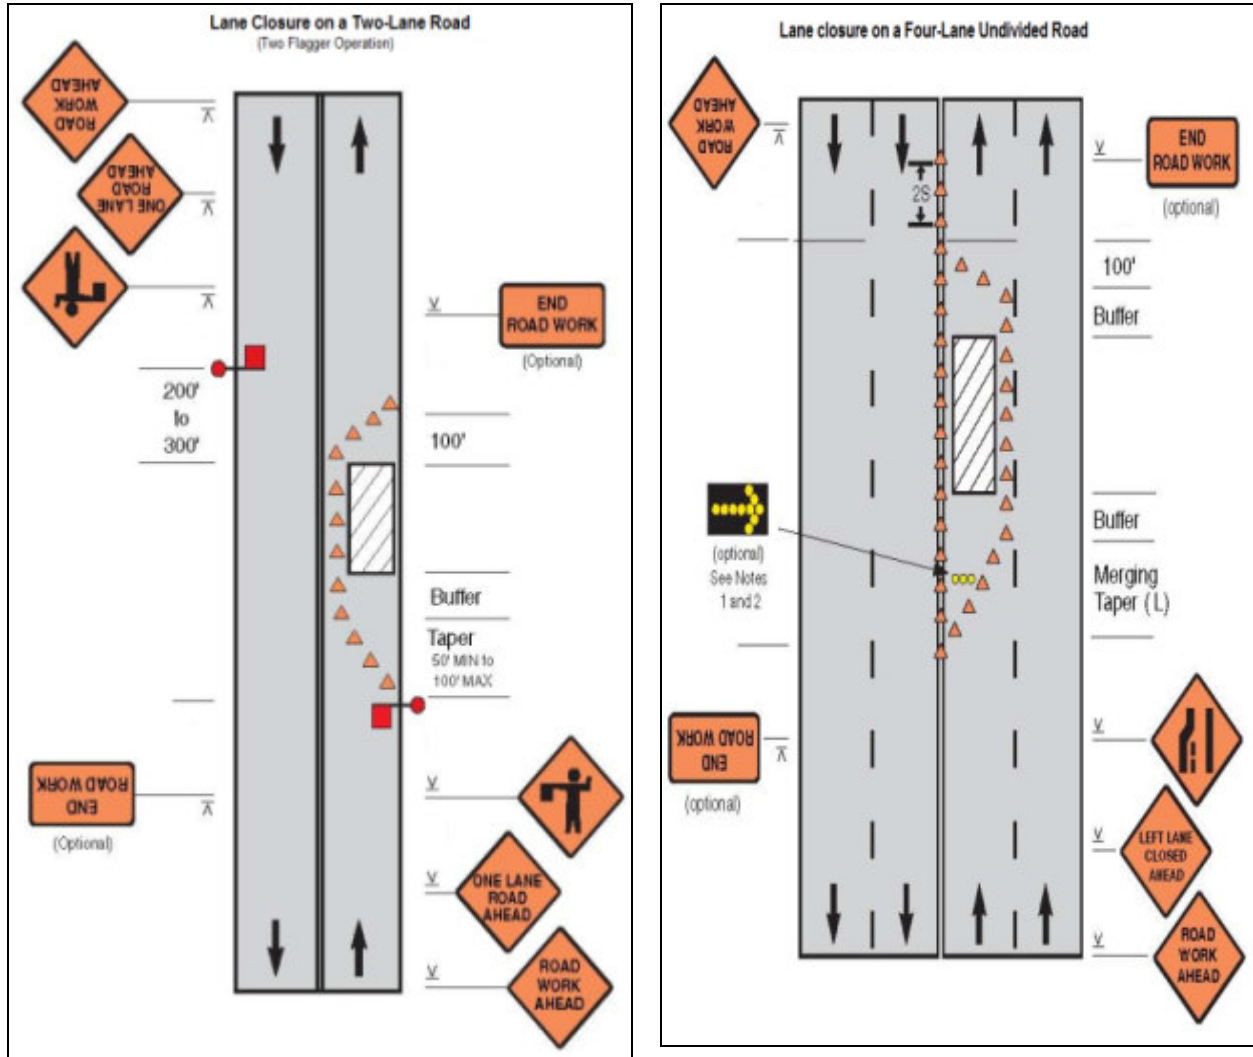 Lane Closure on a Two-Lane Road
(Two Flagger Operation)
ROAD
WORK
AHEAD
ONE LANE
ROAD
AHEAD
END
ROAD WORK
(Optional)
200'
to
300'
100'
Buffer
Taper
50' MIN to
100' MAX
END
ROAD WORK
(Optional)
ONE LANE
ROAD
AHEAD
ROAD
WORK
AHEAD
Lane closure on a Four-Lane Undivided Road
ROAD
WORK
AHEAD
END
ROAD WORK
(optional)
2S
100'
Buffer
(optional)
See Notes
1 and 2
Buffer
Merging
Taper (L)
END
ROAD WORK
(optional)
LEFT LANE
CLOSED
AHEAD
ROAD
WORK
AHEAD